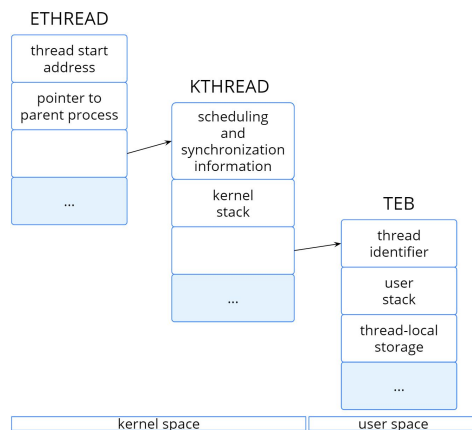 ETHREAD
thread start
address
pointer to
parent process
...
KTHREAD
scheduling
and
synchronization
information
kernel
stack
...
TEB
thread
identifier
user
stack
thread-local
storage
...
kernel space
user space